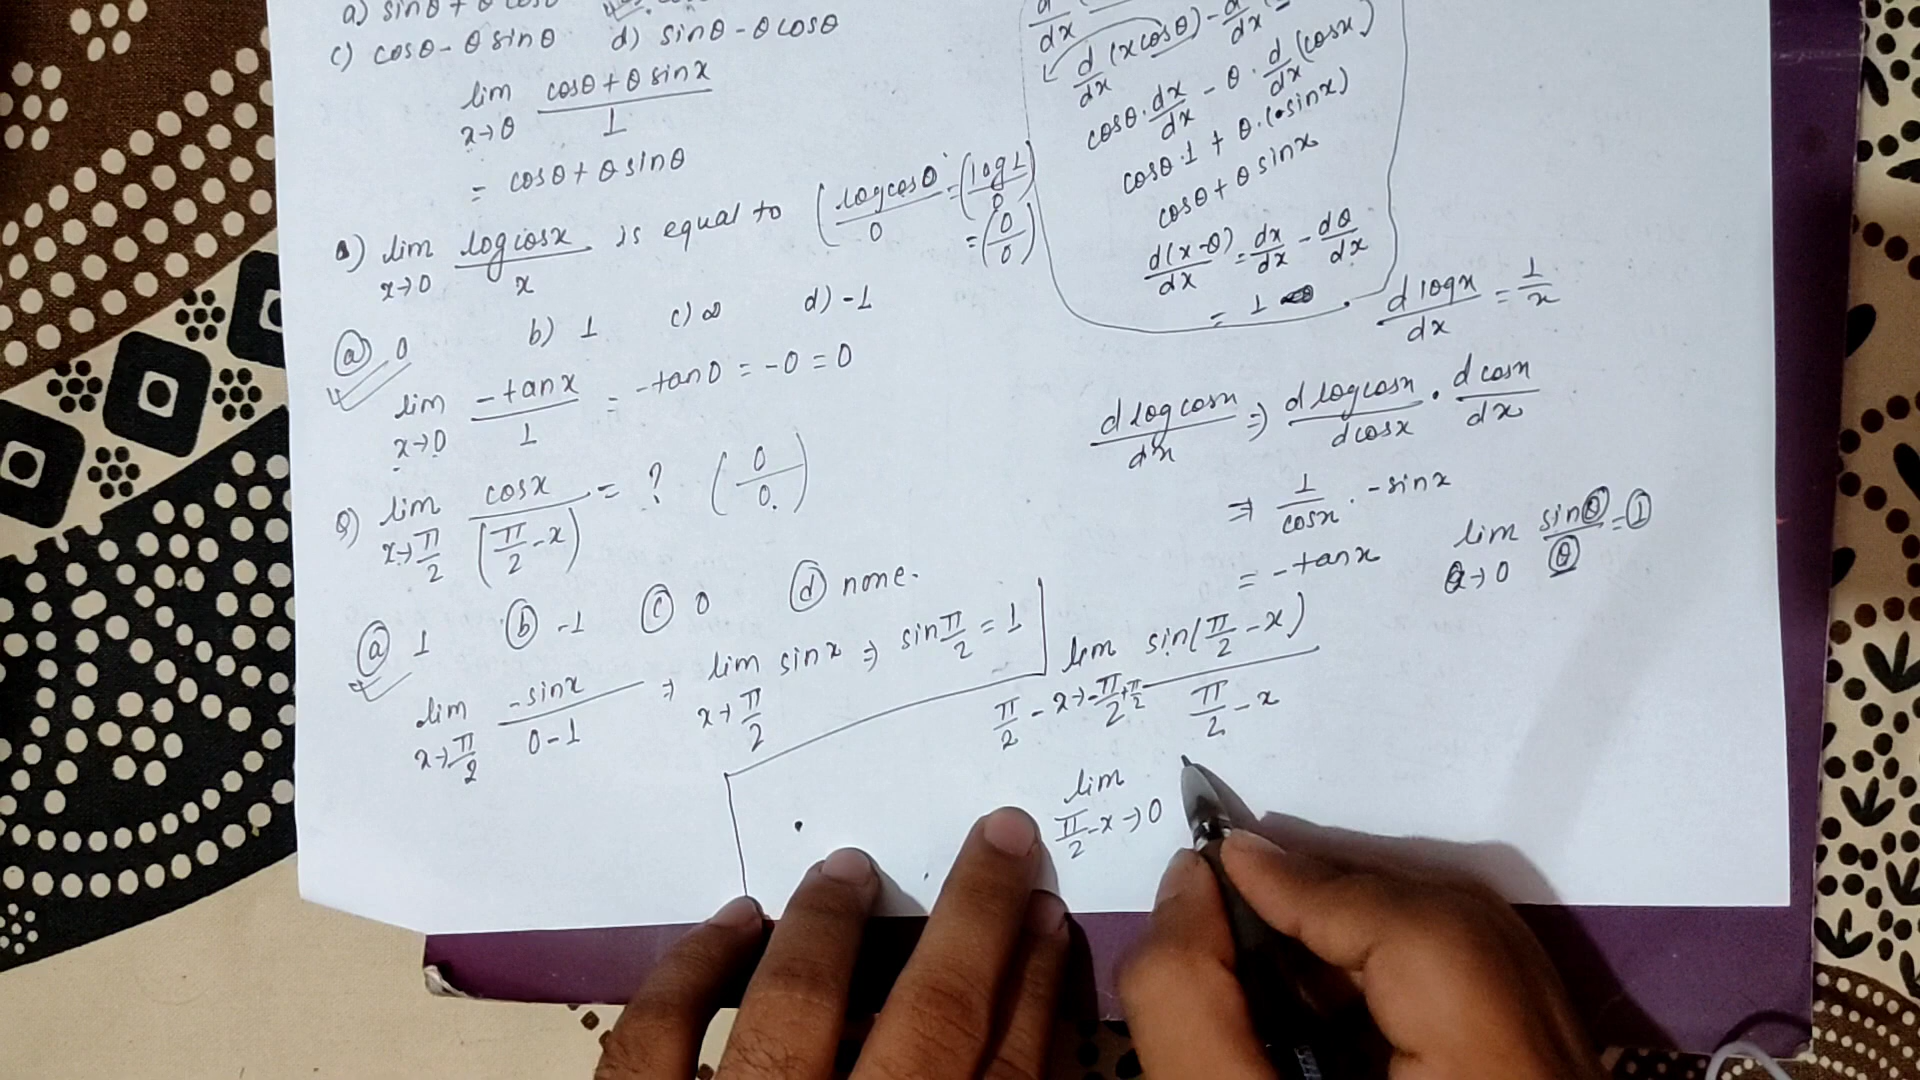 a) sinθ +
c) cosθ - θ sinθ d) sinθ - θ cosθ
lim x→θ (cosθ + θ sinx)/1
= cosθ + θ sinθ
lim x→0 (log cosx)/x is equal to ((log cos0)/0 = (log 1)/0)
= (0/0)
a) 0 b) 1 c) ∞ d) -1
lim x→0 (-tanx)/1 = -tan0 = -0 = 0
Q) lim x→π/2 cosx/(π/2 - x) = ? (0/0)
a) 1 b) -1 c) 0 d) none.
lim x→π/2 (-sinx)/(0-1) ⇒ lim x→π/2 sinx ⇒ sin π/2 = 1
d/dx (x cosθ) - d/dx
cosθ · dx/dx - θ · d/dx (cosx)
cosθ·1 + θ·( sinx)
cosθ + θ sinx
d(x-θ)/dx = dx/dx - dθ/dx
= 1
d logx/dx = 1/x
d log cosx/dx ⇒ d log cosx/d cosx · d cosx/dx
⇒ 1/cosx · -sinx
= -tanx
lim θ→0 sinθ/θ = 1
lim π/2 - x → -π/2 + π/2 sin(π/2 - x)/(π/2 - x)
lim π/2 - x → 0